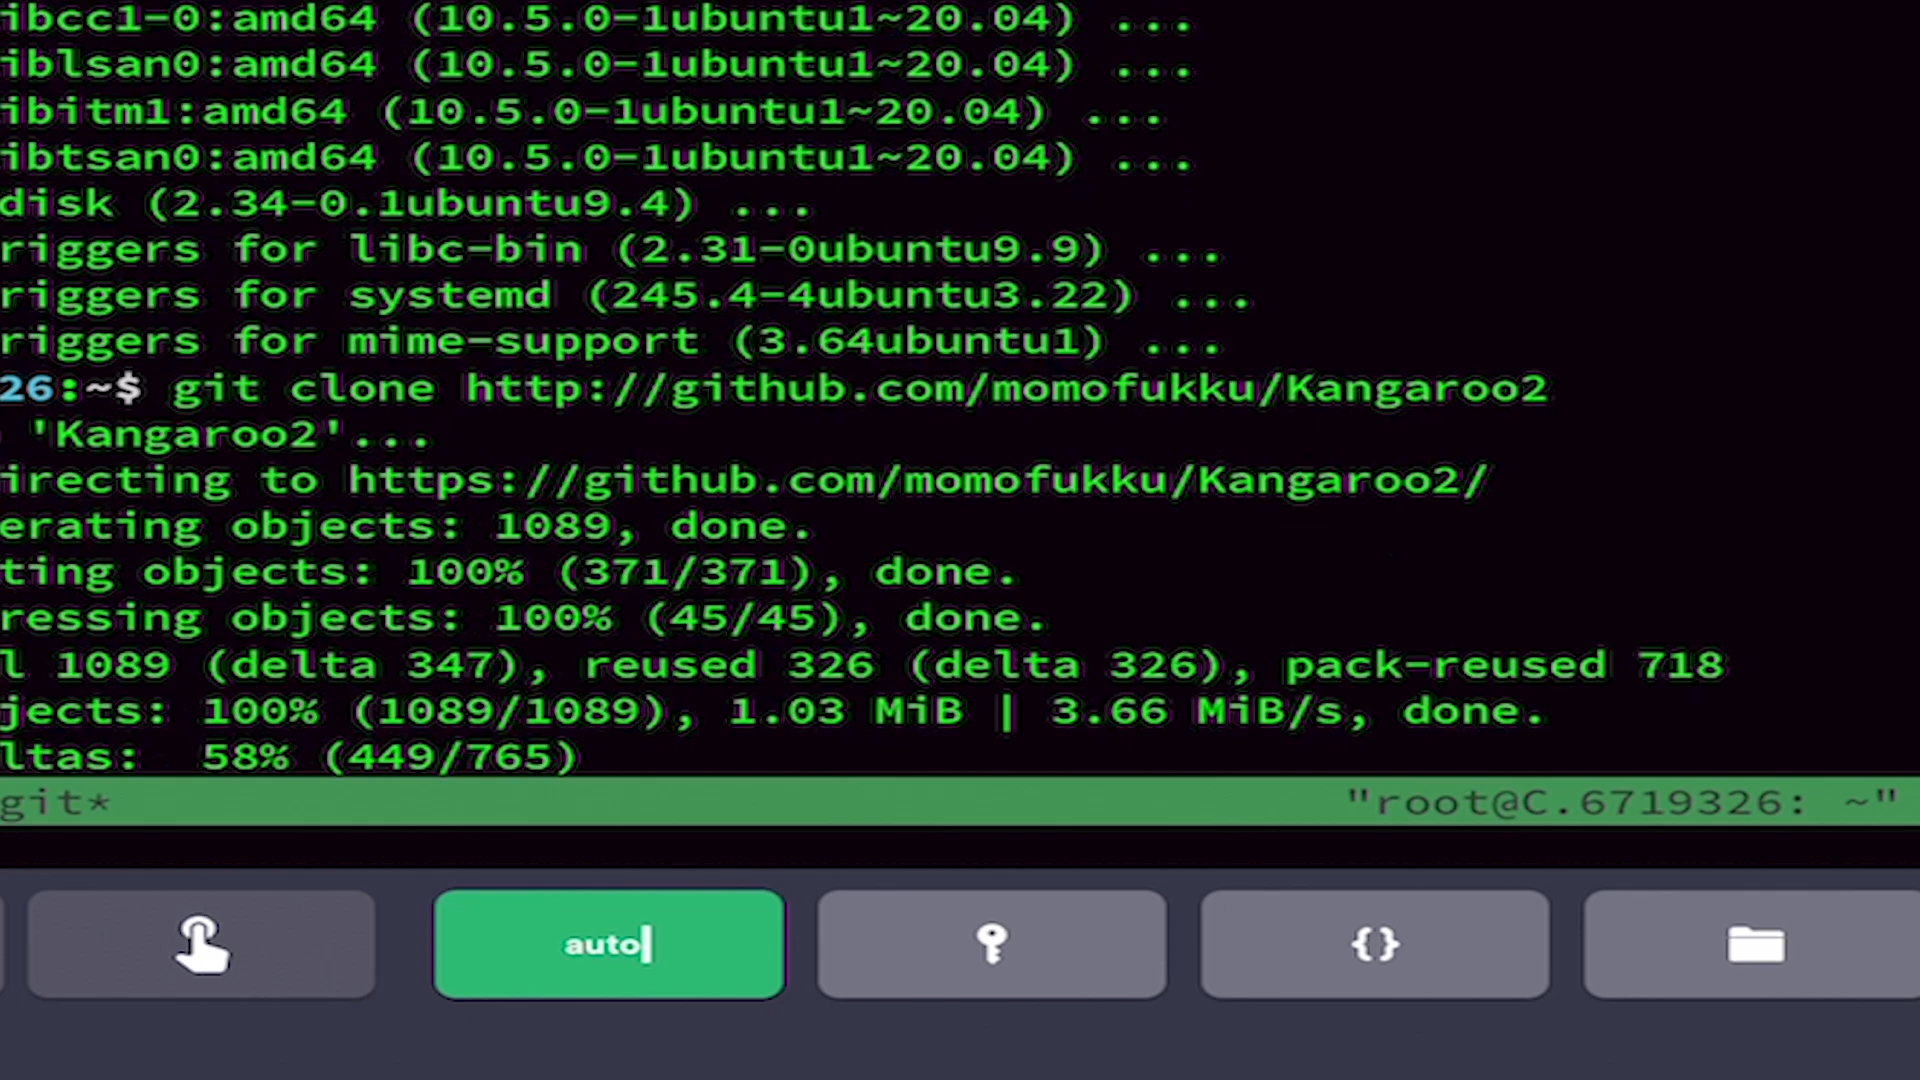 ibcc1-0:amd64 (10.5.0-1ubuntu1~20.04) ...
iblsan0:amd64 (10.5.0-1ubuntu1~20.04) ...
ibitm1:amd64 (10.5.0-1ubuntu1~20.04) ...
ibtsan0:amd64 (10.5.0-1ubuntu1~20.04) ...
disk (2.34-0.1ubuntu9.4) ...
riggers for libc-bin (2.31-0ubuntu9.9) ...
riggers for systemd (245.4-4ubuntu3.22) ...
riggers for mime-support (3.64ubuntu1) ...
26:~$ git clone http://github.com/momofukku/Kangaroo2
'Kangaroo2'...
irecting to https://github.com/momofukku/Kangaroo2/
erating objects: 1089, done.
ting objects: 100% (371/371), done.
ressing objects: 100% (45/45), done.
l 1089 (delta 347), reused 326 (delta 326), pack-reused 718
jects: 100% (1089/1089), 1.03 MiB | 3.66 MiB/s, done.
ltas:  58% (449/765)
git* "root@C.6719326: ~"
auto
{}